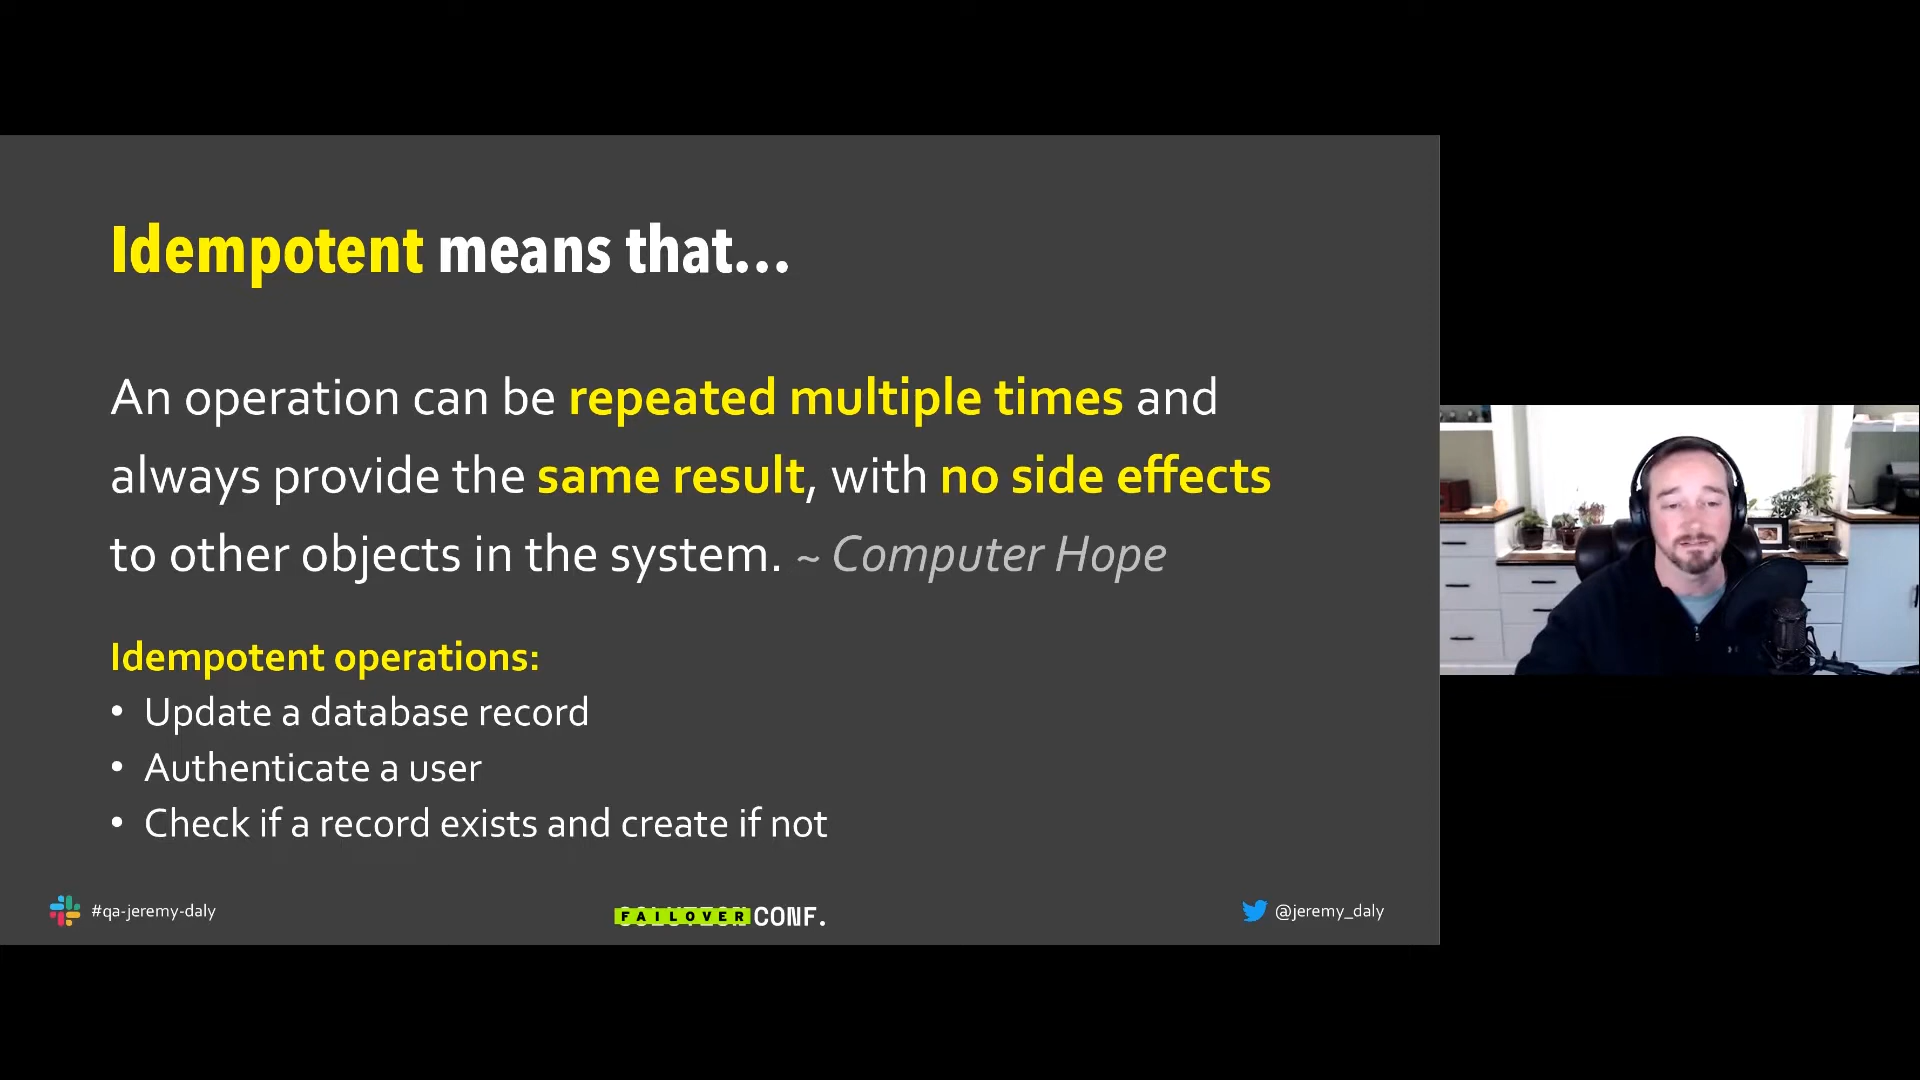 Idempotent means that...
An operation can be repeated multiple times and
always provide the same result, with no side effects
to other objects in the system. ~ Computer Hope
Idempotent operations:
• Update a database record
• Authenticate a user
• Check if a record exists and create if not
#qa-jeremy-daly
FAILOVER CONF.
@jeremy_daly